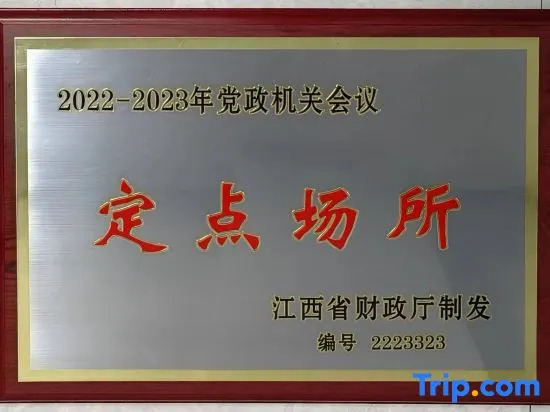 2022-2023年党政机关会议
定点场所
江西省财政厅制发
编号 2223323
Trip.com